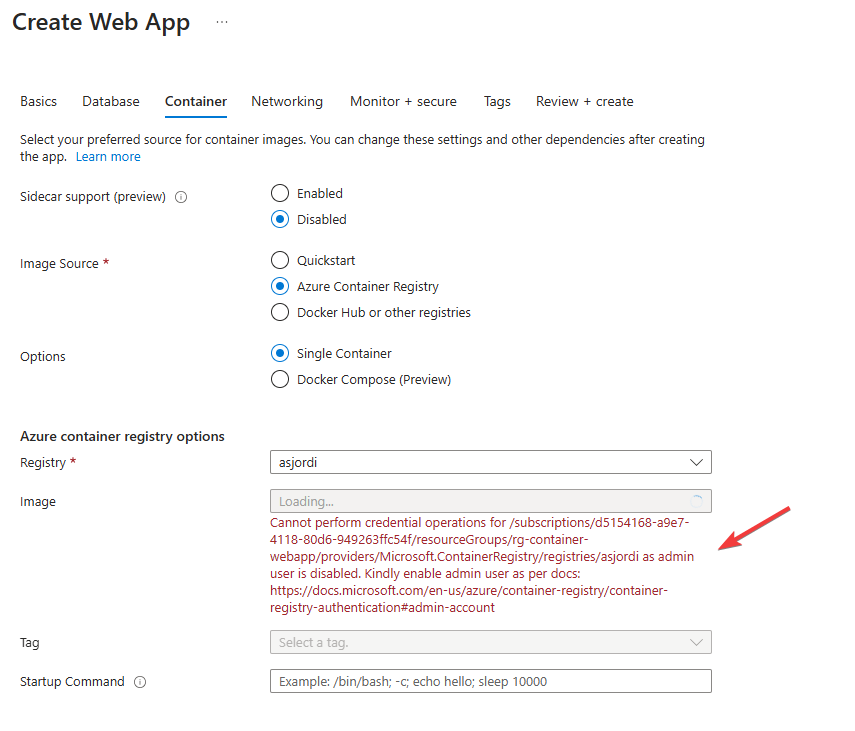 Create Web App ...
Basics Database Container Networking Monitor + secure Tags Review + create
Select your preferred source for container images. You can change these settings and other dependencies after creating
the app. Learn more
Sidecar support (preview)
Enabled
Disabled
Image Source *
Quickstart
Azure Container Registry
Docker Hub or other registries
Options
Single Container
Docker Compose (Preview)
Azure container registry options
Registry *
asjordi
Image
Loading...
Cannot perform credential operations for /subscriptions/d5154168-a9e7-
4118-80d6-949263ffc54f/resourceGroups/rg-container-
webapp/providers/Microsoft.ContainerRegistry/registries/asjordi as admin
user is disabled. Kindly enable admin user as per docs:
https://docs.microsoft.com/en-us/azure/container-registry/container-
registry-authentication#admin-account
Tag
Select a tag.
Startup Command
Example: /bin/bash; -c; echo hello; sleep 10000